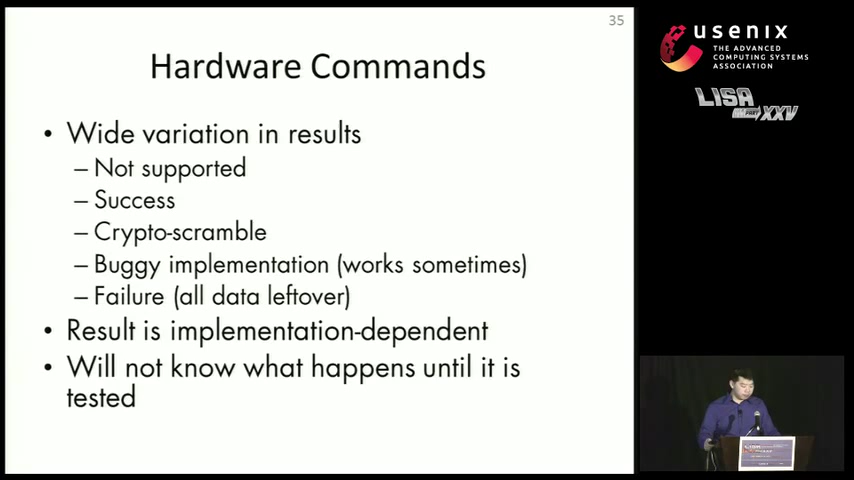 35
Hardware Commands
• Wide variation in results
– Not supported
– Success
– Crypto-scramble
– Buggy implementation (works sometimes)
– Failure (all data leftover)
• Result is implementation-dependent
• Will not know what happens until it is
tested
usenix
THE ADVANCED
COMPUTING SYSTEMS
ASSOCIATION
LISA
PART XXV